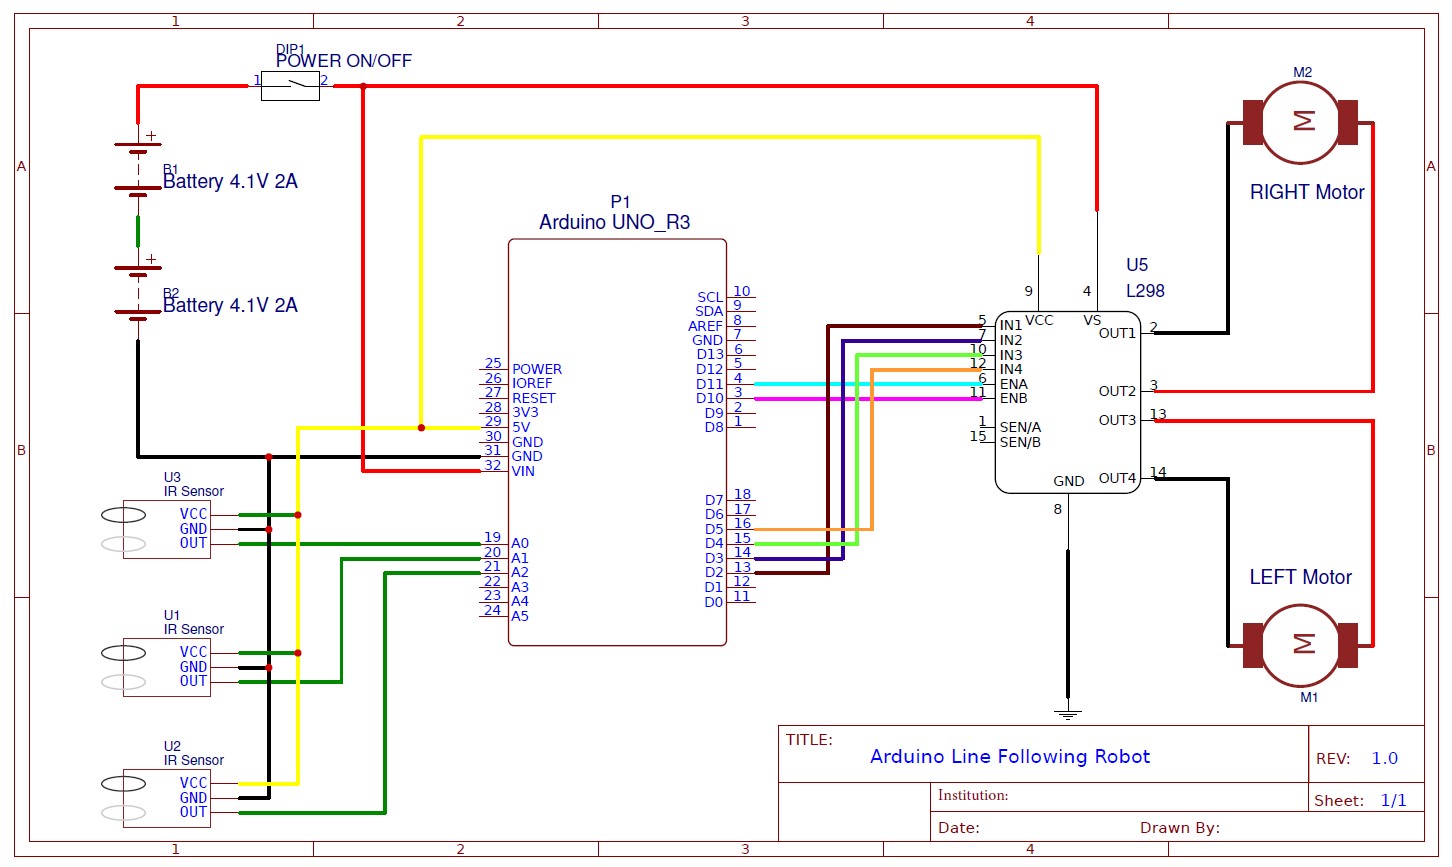 1 2 3 4
DIP1
POWER ON/OFF
1 2
M2
M
RIGHT Motor
A A
+
B1
Battery 4.1V 2A
+
B2
Battery 4.1V 2A
P1
Arduino UNO_R3
25 POWER
26 IOREF
27 RESET
28 3V3
29 5V
30 GND
31 GND
32 VIN
19 A0
20 A1
21 A2
22 A3
23 A4
24 A5
SCL 10
SDA 9
AREF 8
GND 7
D13 6
D12 5
D11 4
D10 3
D9 2
D8 1
D7 18
D6 17
D5 16
D4 15
D3 14
D2 13
D1 12
D0 11
U5
L298
9 4
VCC VS
5 IN1
7 IN2
10 IN3
12 IN4
6 ENA
11 ENB
1 SEN/A
15 SEN/B
OUT1 2
OUT2 3
OUT3 13
OUT4 14
GND
8
B B
U3
IR Sensor
VCC
GND
OUT
U1
IR Sensor
VCC
GND
OUT
U2
IR Sensor
VCC
GND
OUT
LEFT Motor
M
M1
TITLE:
Arduino Line Following Robot
REV: 1.0
Institution:
Sheet: 1/1
Date:
Drawn By:
1 2 3 4